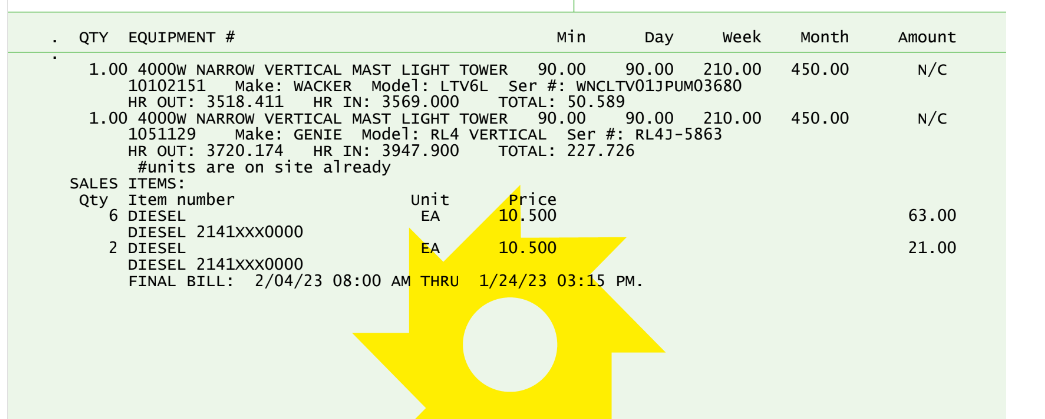 . QTY EQUIPMENT # Min Day Week Month Amount
.
1.00 4000W NARROW VERTICAL MAST LIGHT TOWER 90.00 90.00 210.00 450.00 N/C
10102151 Make: WACKER Model: LTV6L Ser #: WNCLTV01JPUM03680
HR OUT: 3518.411 HR IN: 3569.000 TOTAL: 50.589
1.00 4000W NARROW VERTICAL MAST LIGHT TOWER 90.00 90.00 210.00 450.00 N/C
1051129 Make: GENIE Model: RL4 VERTICAL Ser #: RL4J-5863
HR OUT: 3720.174 HR IN: 3947.900 TOTAL: 227.726
#units are on site already
SALES ITEMS:
Qty Item number Unit Price
6 DIESEL EA 10.500 63.00
DIESEL 2141XXX0000
2 DIESEL EA 10.500 21.00
DIESEL 2141XXX0000
FINAL BILL: 2/04/23 08:00 AM THRU 1/24/23 03:15 PM.